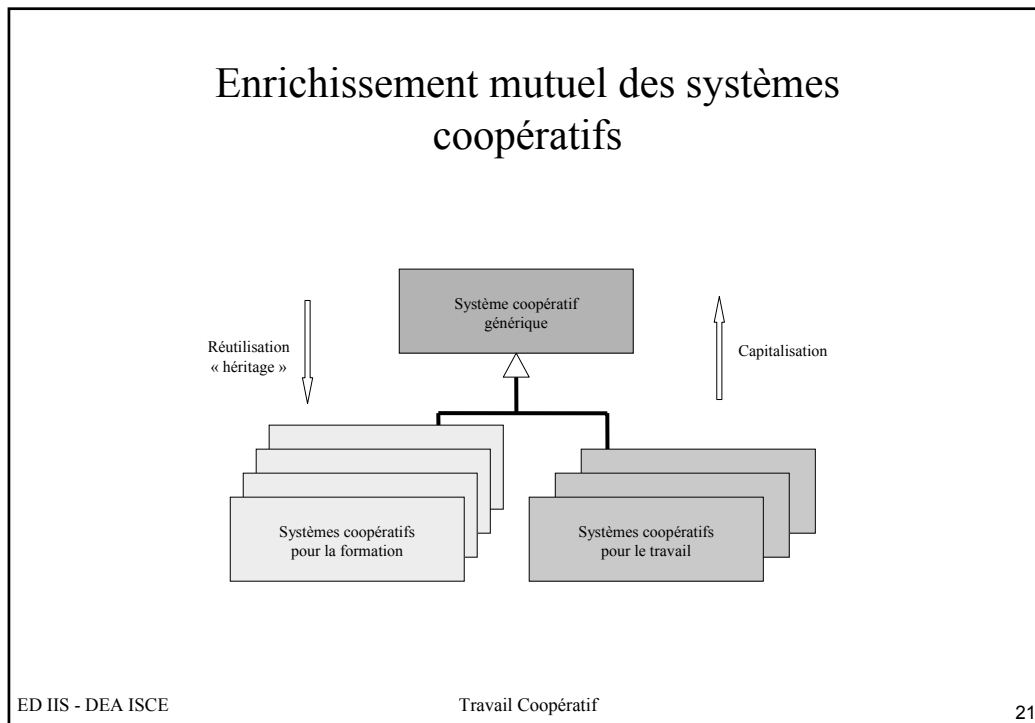 Enrichissement mutuel des systèmes
coopératifs
Système coopératif
générique
Réutilisation
« héritage »
Capitalisation
Systèmes coopératifs
pour la formation
Systèmes coopératifs
pour le travail
ED IIS - DEA ISCE
Travail Coopératif
21